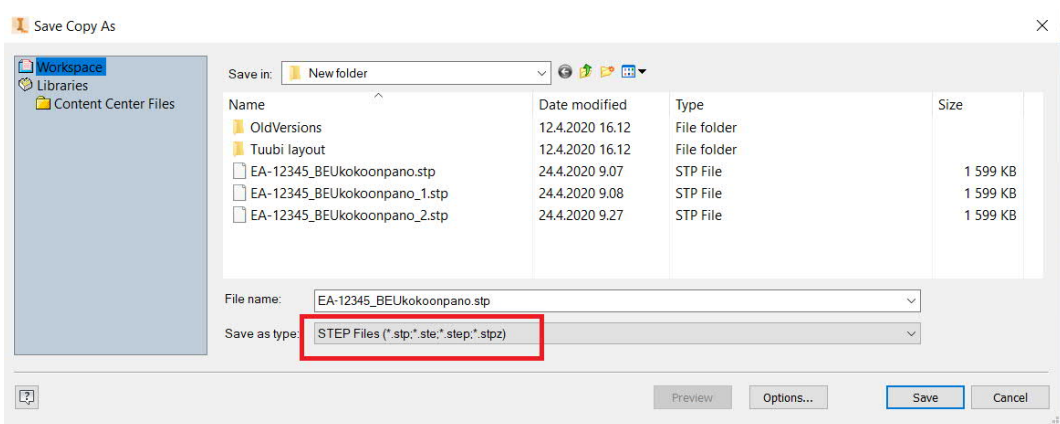 Save Copy As
Workspace
Libraries
Content Center Files
Save in: New folder
Name Date modified Type Size
OldVersions 12.4.2020 16.12 File folder
Tuubi layout 12.4.2020 16.12 File folder
EA-12345_BEUkokoonpano.stp 24.4.2020 9.07 STP File 1 599 KB
EA-12345_BEUkokoonpano_1.stp 24.4.2020 9.08 STP File 1 599 KB
EA-12345_BEUkokoonpano_2.stp 24.4.2020 9.27 STP File 1 599 KB
File name: EA-12345_BEUkokoonpano.stp
Save as type: STEP Files (*.stp;*.ste;*.step;*.stpz)
? Preview Options... Save Cancel